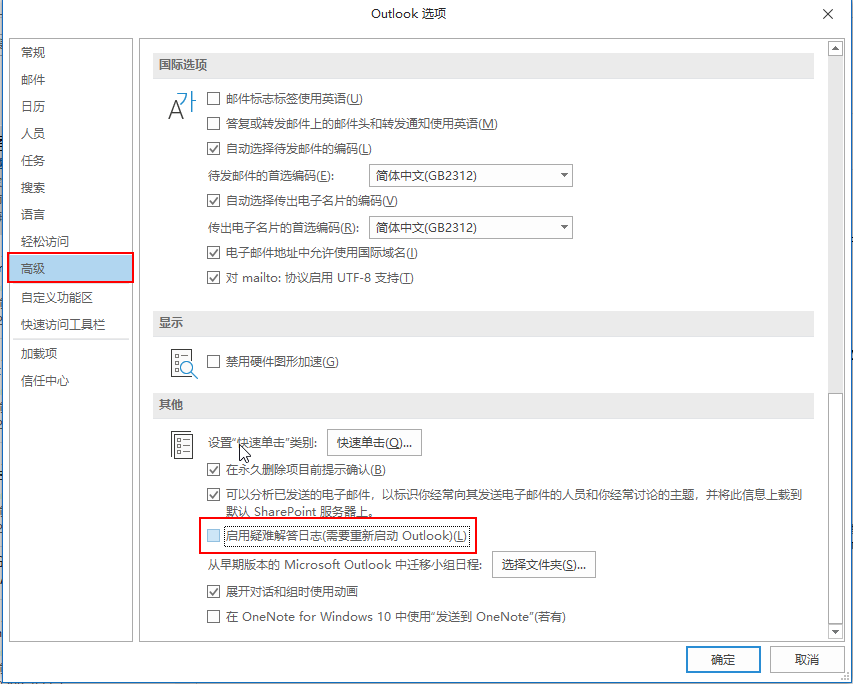 Outlook 选项
常规
邮件
日历
人员
任务
搜索
语言
轻松访问
高级
自定义功能区
快速访问工具栏
加载项
信任中心
国际选项
邮件标志标签使用英语(U)
答复或转发邮件上的邮件头和转发通知使用英语(M)
自动选择待发邮件的编码(L)
待发邮件的首选编码(E): 简体中文(GB2312)
自动选择传出电子名片的编码(V)
传出电子名片的首选编码(R): 简体中文(GB2312)
电子邮件地址中允许使用国际域名(I)
对 mailto: 协议启用 UTF-8 支持(T)
显示
禁用硬件图形加速(G)
其他
设置“快速单击”类别: 快速单击(Q)...
在永久删除项目前提示确认(B)
可以分析已发送的电子邮件，以标识你经常向其发送电子邮件的人员和你经常讨论的主题，并将此信息上载到
默认 SharePoint 服务器上。
启用疑难解答日志(需要重新启动 Outlook)(L)
从早期版本的 Microsoft Outlook 中迁移小组日程: 选择文件夹(S)...
展开对话和组时使用动画
在 OneNote for Windows 10 中使用“发送到 OneNote”(若有)
确定 取消